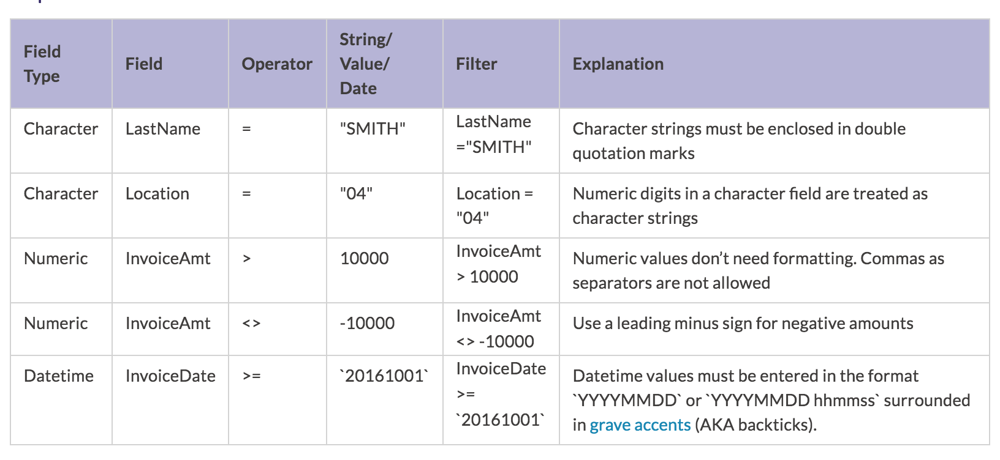 Field Type
Field
Operator
String/
Value/
Date
Filter
Explanation
Character
LastName
=
"SMITH"
LastName
="SMITH"
Character strings must be enclosed in double
quotation marks
Character
Location
=
"04"
Location =
"04"
Numeric digits in a character field are treated as
character strings
Numeric
InvoiceAmt
>
10000
InvoiceAmt
> 10000
Numeric values don’t need formatting. Commas as
separators are not allowed
Numeric
InvoiceAmt
<>
-10000
InvoiceAmt
<> -10000
Use a leading minus sign for negative amounts
Datetime
InvoiceDate
>=
`20161001`
InvoiceDate
>=
`20161001`
Datetime values must be entered in the format
`YYYYMMDD` or `YYYYMMDD hhmmss` surrounded
in grave accents (AKA backticks).